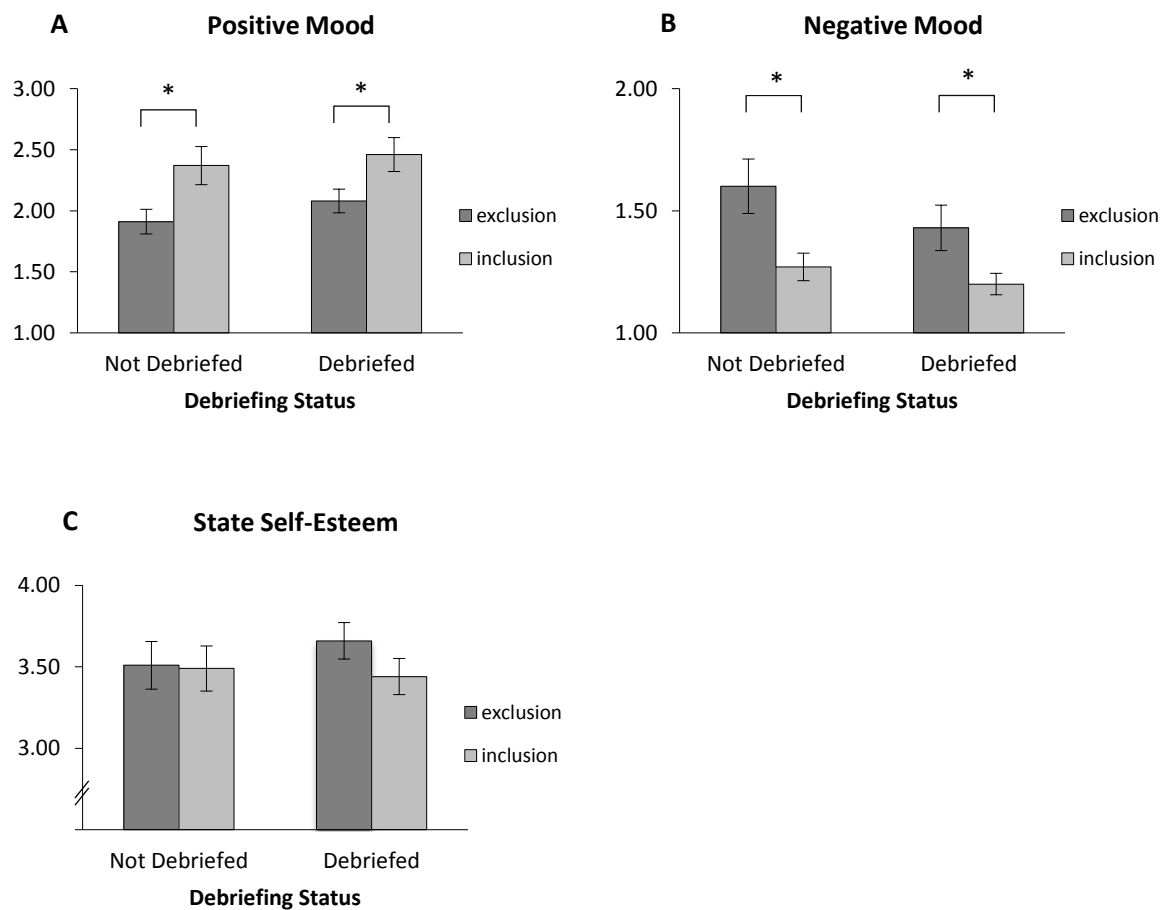 A
Positive Mood
3.00
2.50
2.00
1.50
1.00
*
*
exclusion
inclusion
Not Debriefed
Debriefed
Debriefing Status
B
Negative Mood
2.00
1.50
1.00
*
*
exclusion
inclusion
Not Debriefed
Debriefed
Debriefing Status
C
State Self-Esteem
4.00
3.50
3.00
exclusion
inclusion
Not Debriefed
Debriefed
Debriefing Status